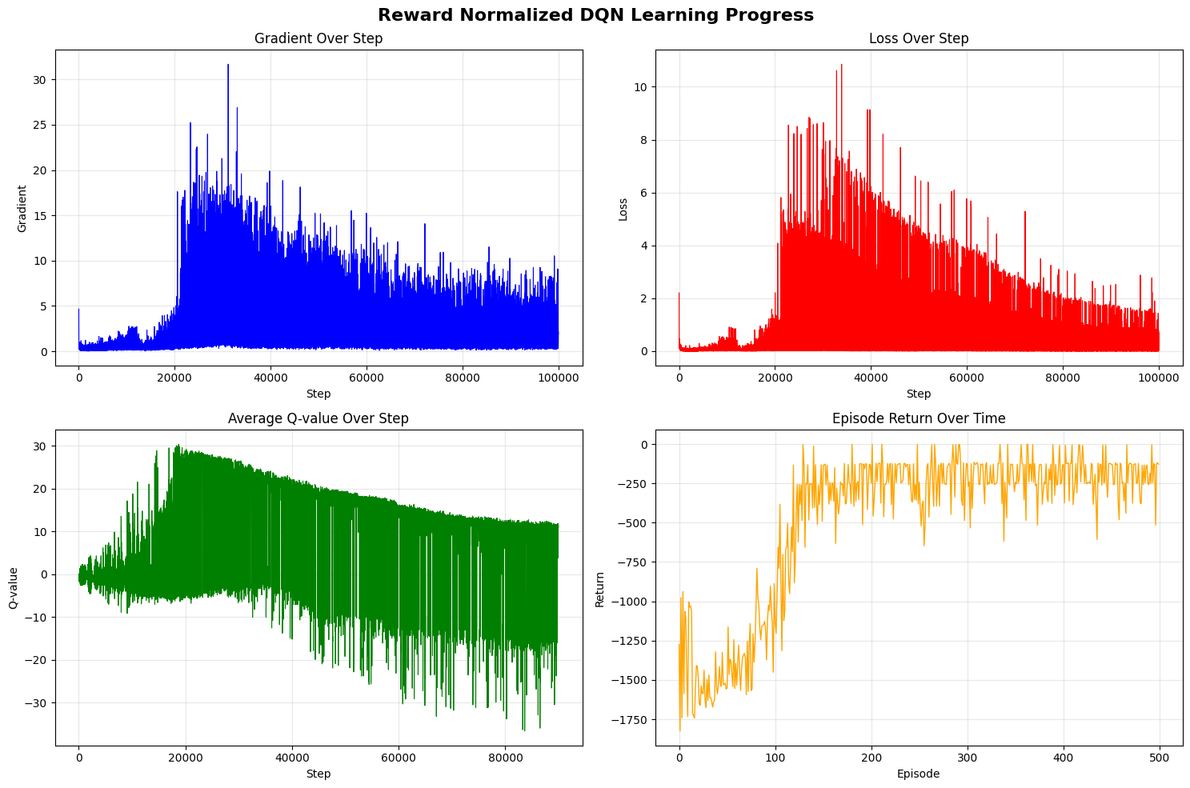 Reward Normalized DQN Learning Progress
Gradient Over Step
Gradient
30
25
20
15
10
5
0
0 20000 40000 60000 80000 100000
Step
Loss Over Step
Loss
10
8
6
4
2
0
0 20000 40000 60000 80000 100000
Step
Average Q-value Over Step
Q-value
30
20
10
0
−10
−20
−30
0 20000 40000 60000 80000
Step
Episode Return Over Time
Return
0
−250
−500
−750
−1000
−1250
−1500
−1750
0 100 200 300 400 500
Episode